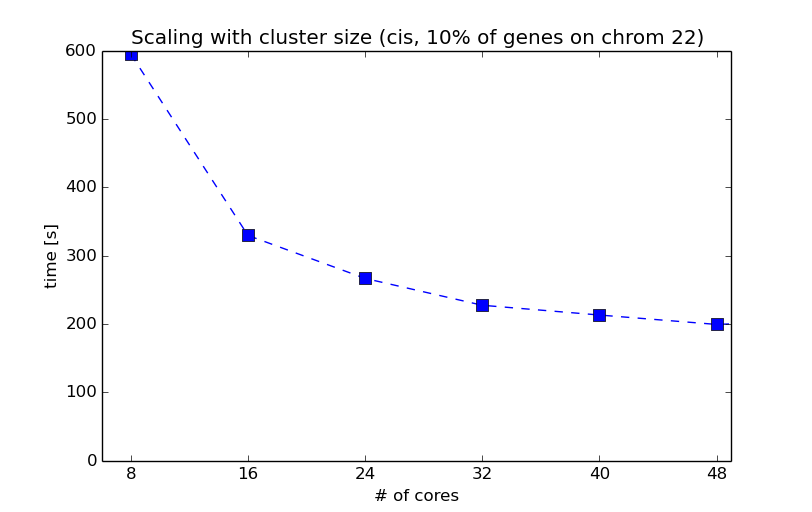 Scaling with cluster size (cis, 10% of genes on chrom 22)
600
500
400
300
200
100
0
time [s]
8 16 24 32 40 48
# of cores